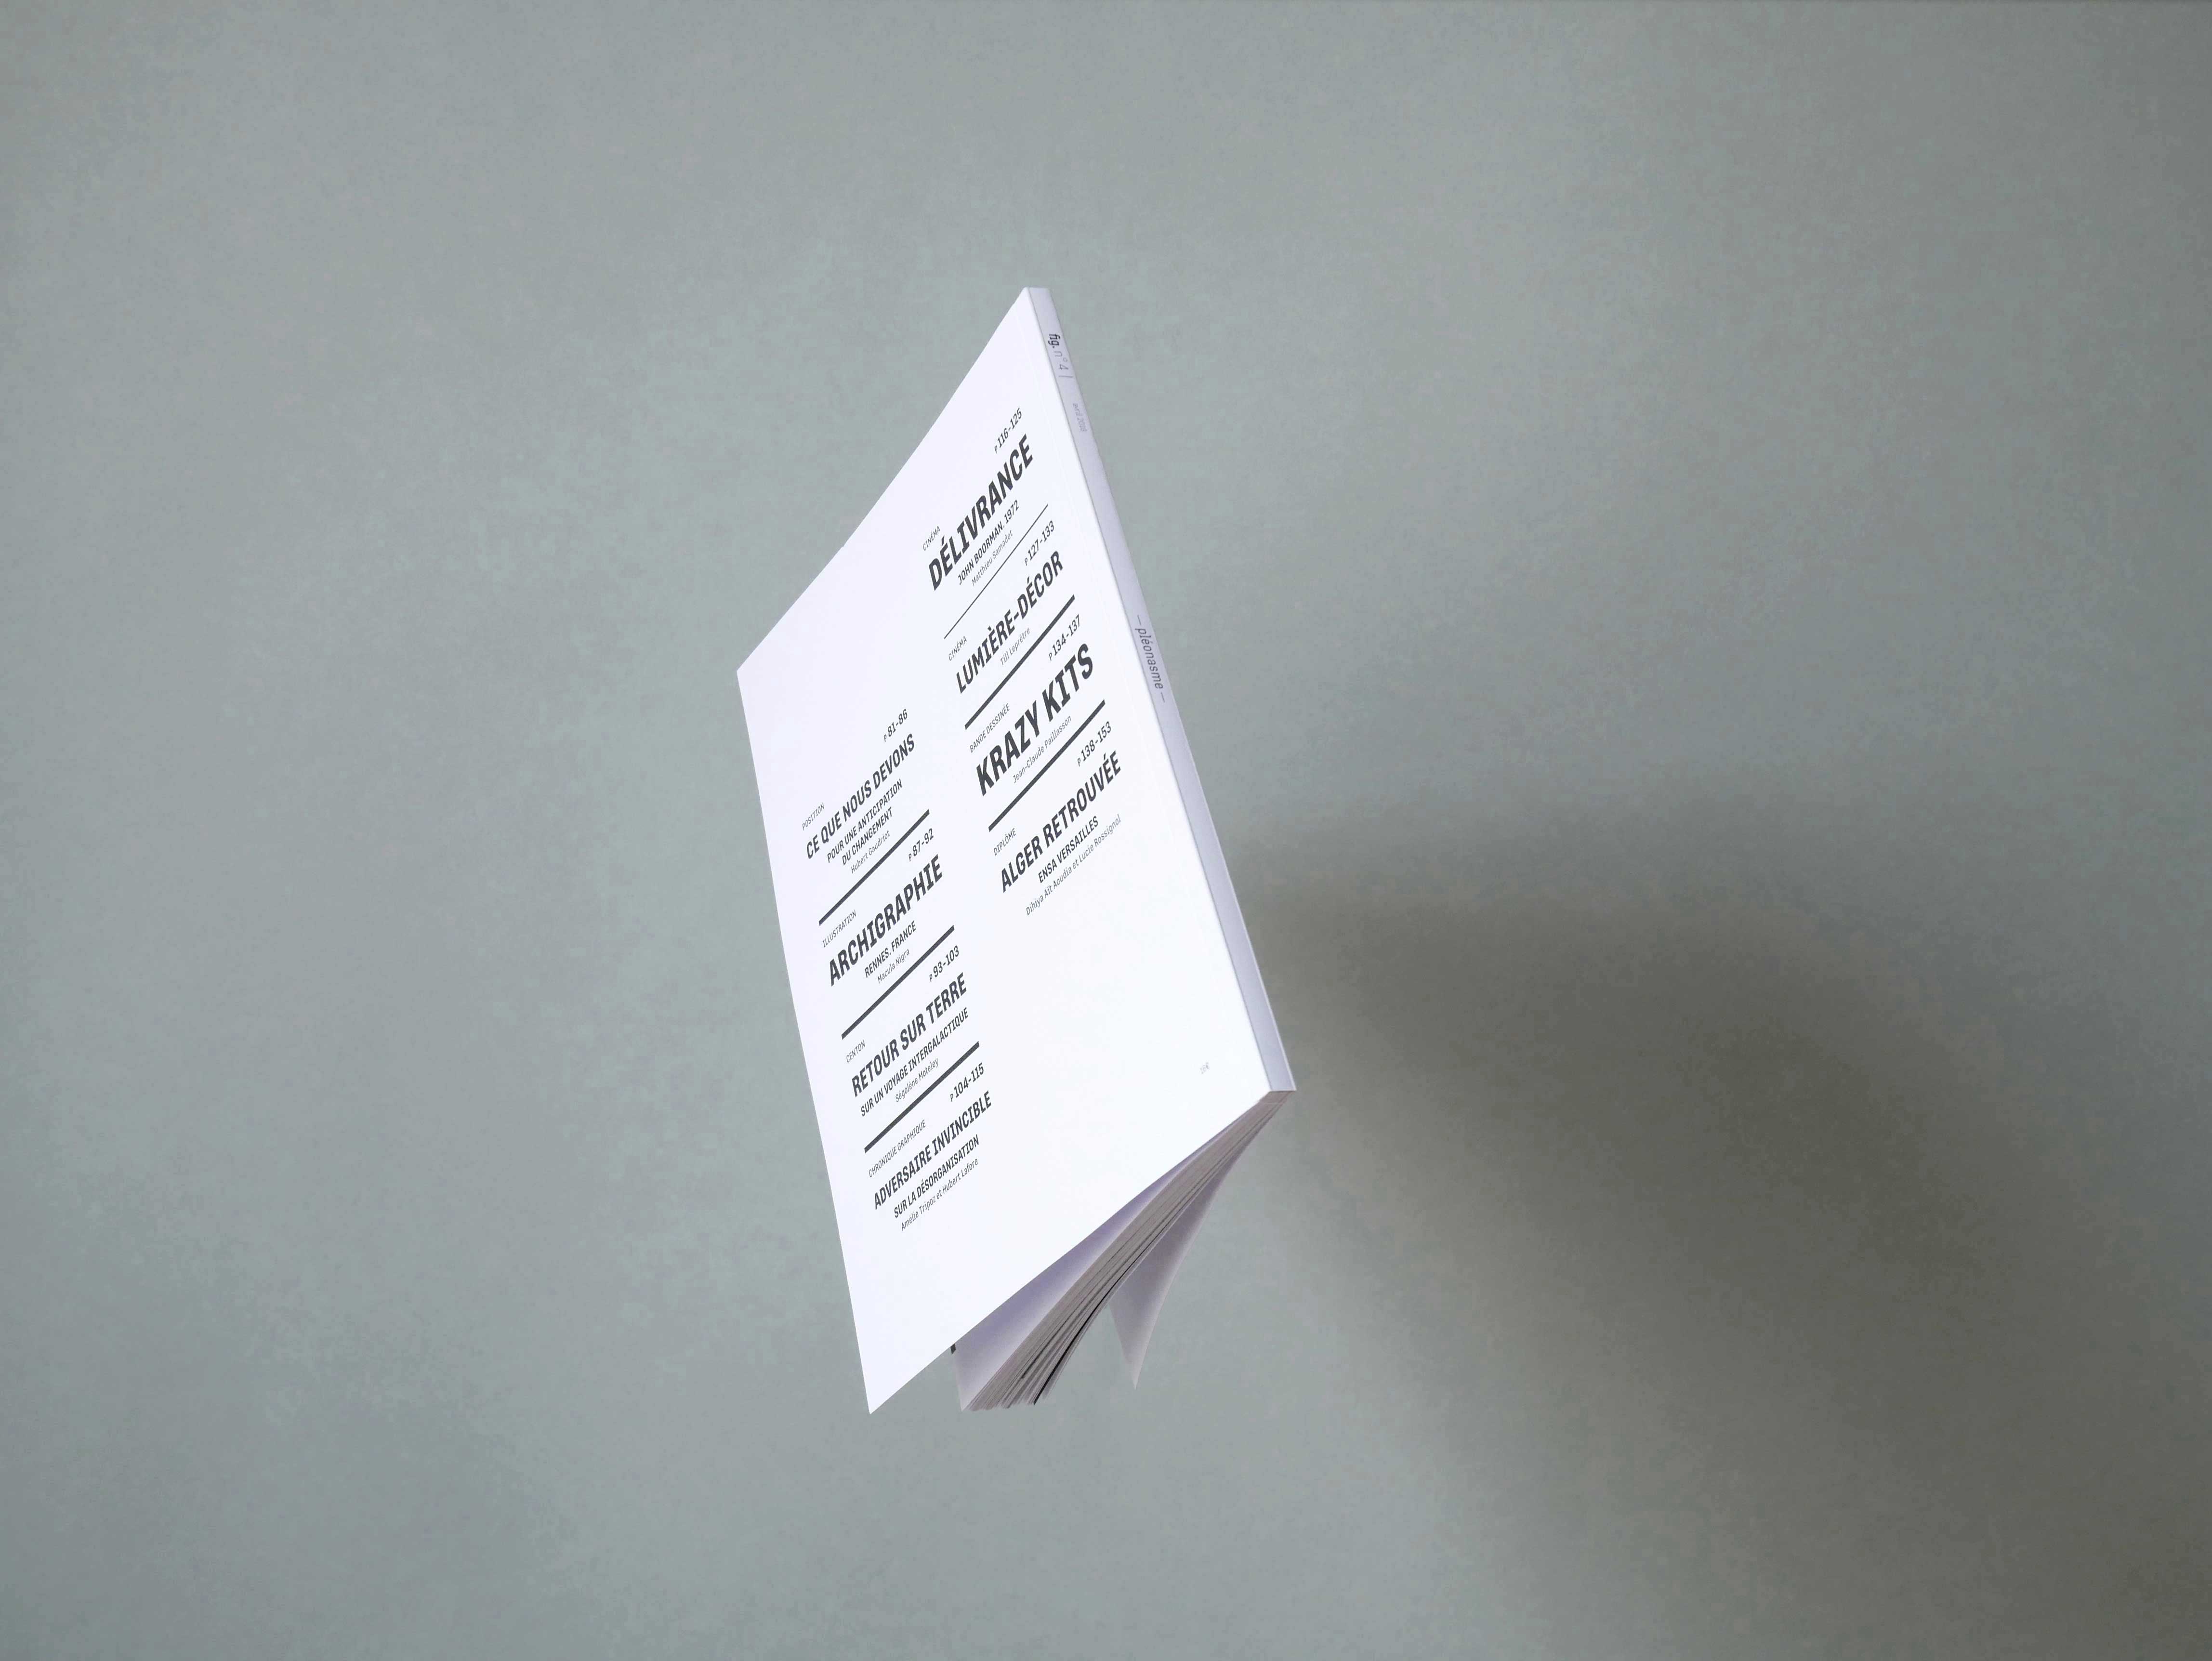 P 81-86
POSITION
CE QUE NOUS DEVONS
POUR UNE ANTICIPATION
DU CHANGEMENT
Hubert Gaudriot
P 87-92
ILLUSTRATION
ARCHIGRAPHIE
RENNES, FRANCE
Macula Nigra
P 93-103
CENTON
RETOUR SUR TERRE
SUR UN VOYAGE INTERGALACTIQUE
Ségolène Moteley
P 104-115
CHRONIQUE GRAPHIQUE
ADVERSAIRE INVINCIBLE
SUR LA DÉSORGANISATION
Amélie Tripoz et Hubert Lafore
P 116-125
CINÉMA
DÉLIVRANCE
JOHN BOORMAN, 1972
Matthieu Samadet
P 127-133
CINÉMA
LUMIÈRE-DÉCOR
Till Leprêtre
P 134-137
BANDE DESSINÉE
KRAZY KITS
Jean-Claude Paillasson
P 138-153
DIPLÔME
ALGER RETROUVÉE
ENSA VERSAILLES
Dihiya Aït Aoudia et Lucie Rossignol
fig. n°4 |
— pléonasme —